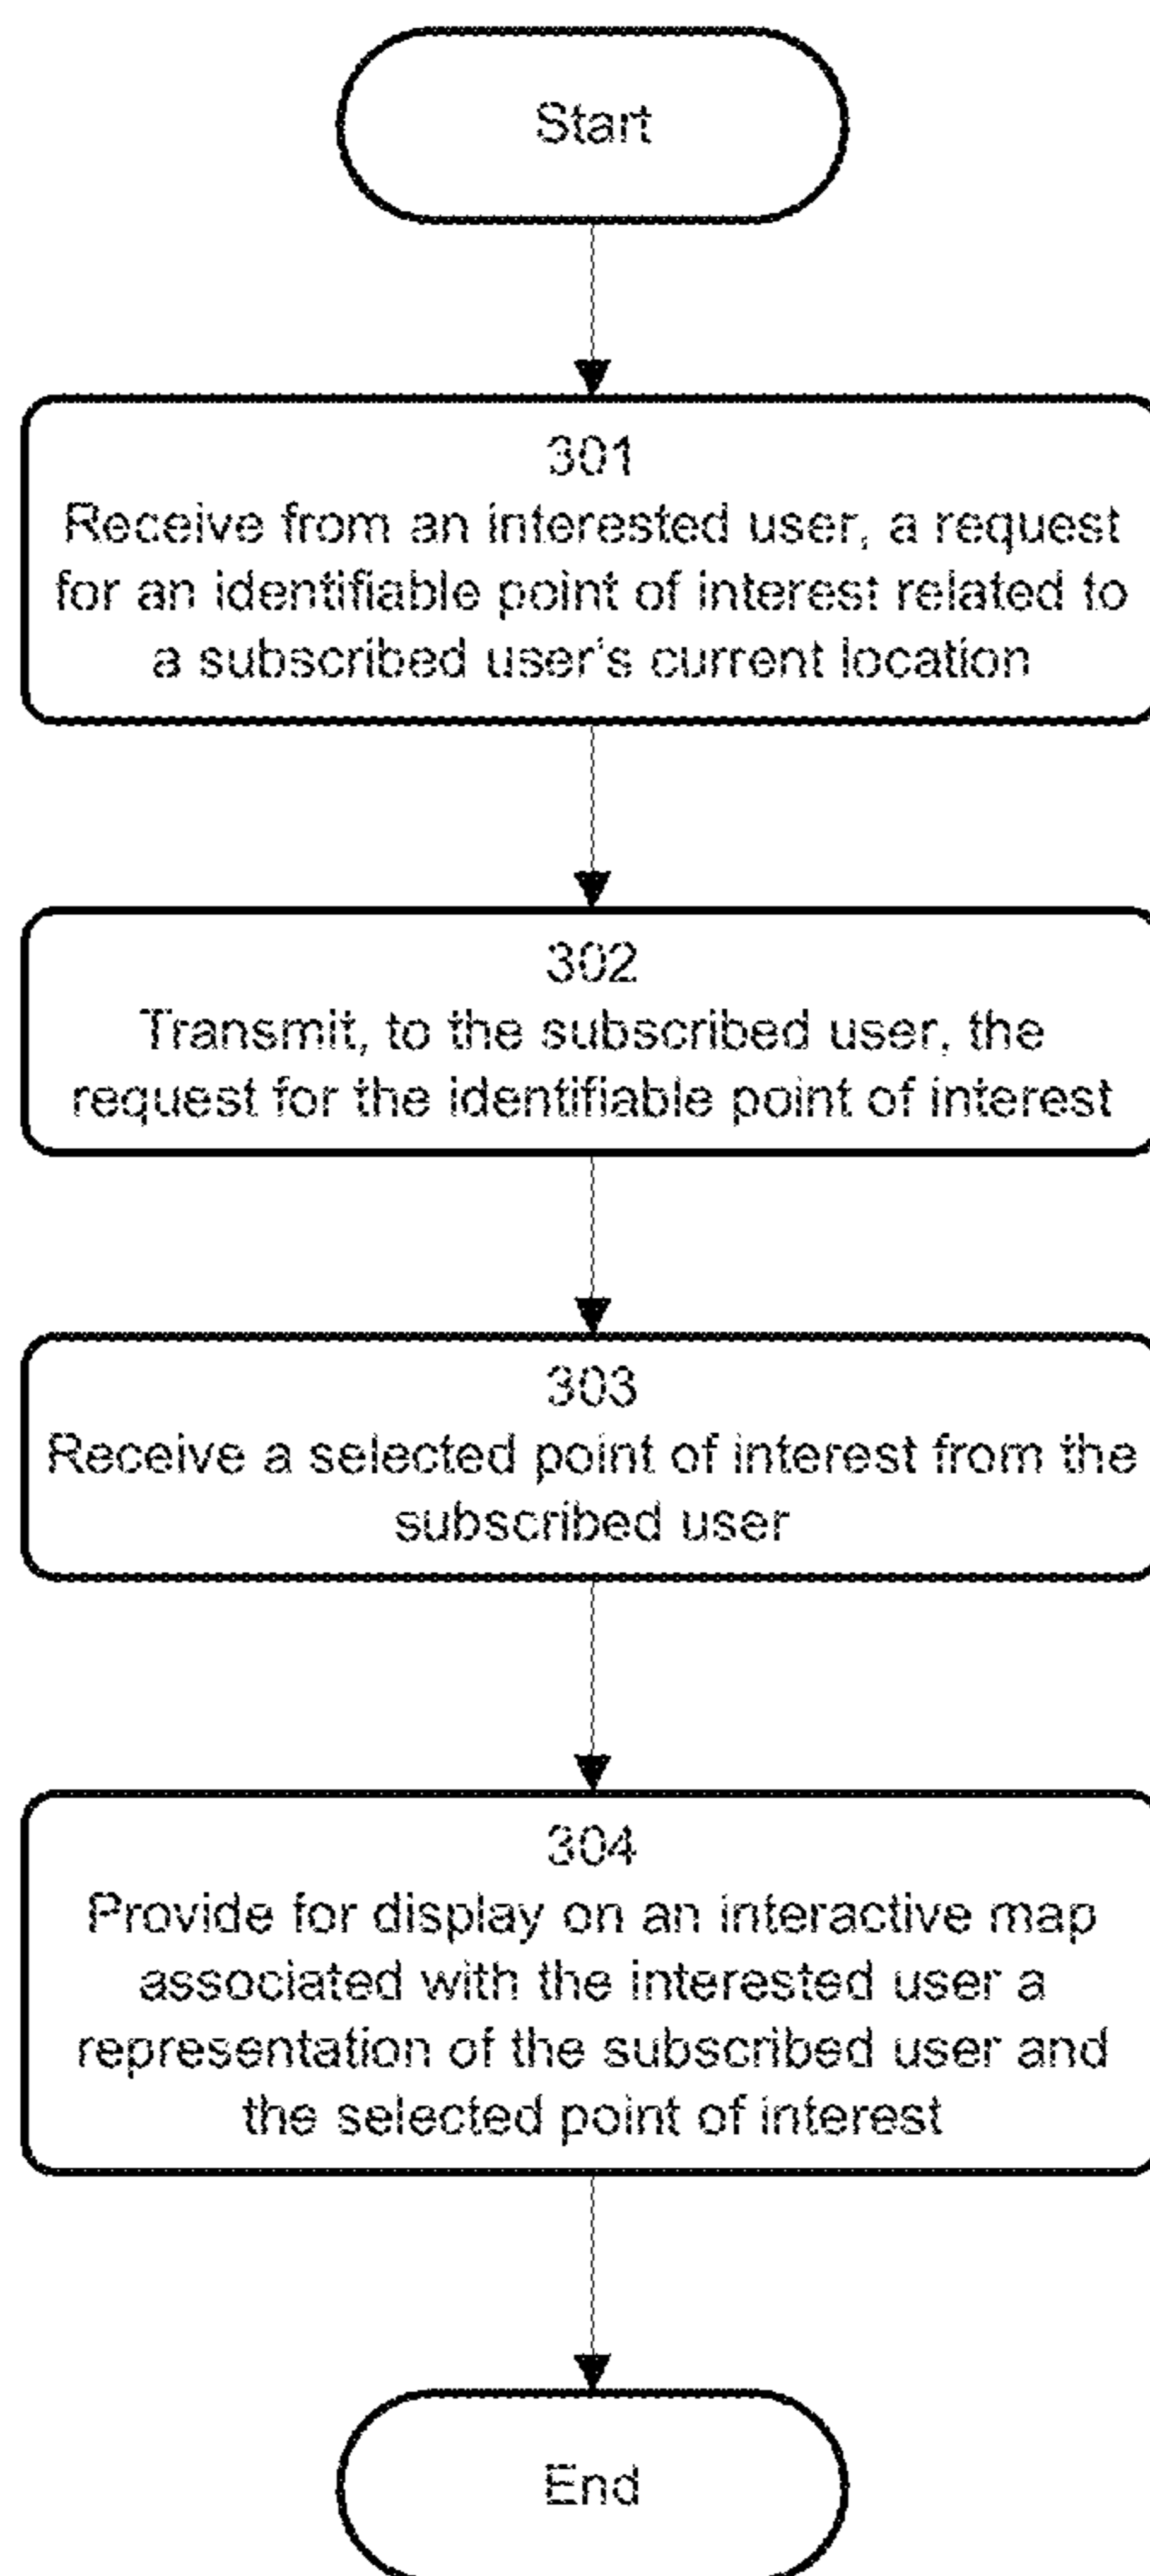 Start
301
Receive from an interested user, a request
for an identifiable point of interest related to
a subscribed user's current location
302
Transmit, to the subscribed user, the
request for the identifiable point of interest
303
Receive a selected point of interest from the
subscribed user
304
Provide for display on an interactive map
associated with the interested user a
representation of the subscribed user and
the selected point of interest
End